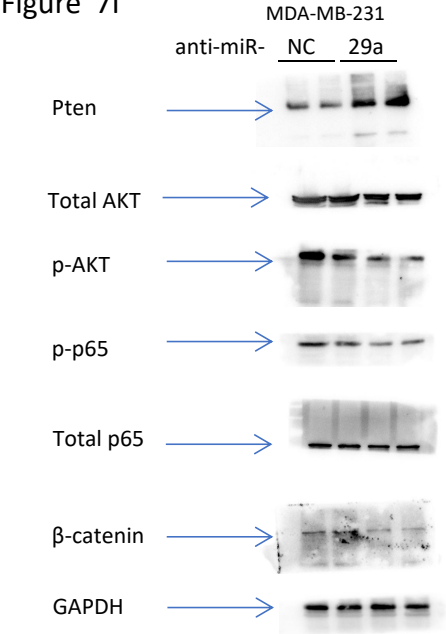 Figure 7I
MDA-MB-231
anti-miR- NC 29a
Pten
Total AKT
p-AKT
p-p65
Total p65
β-catenin
GAPDH